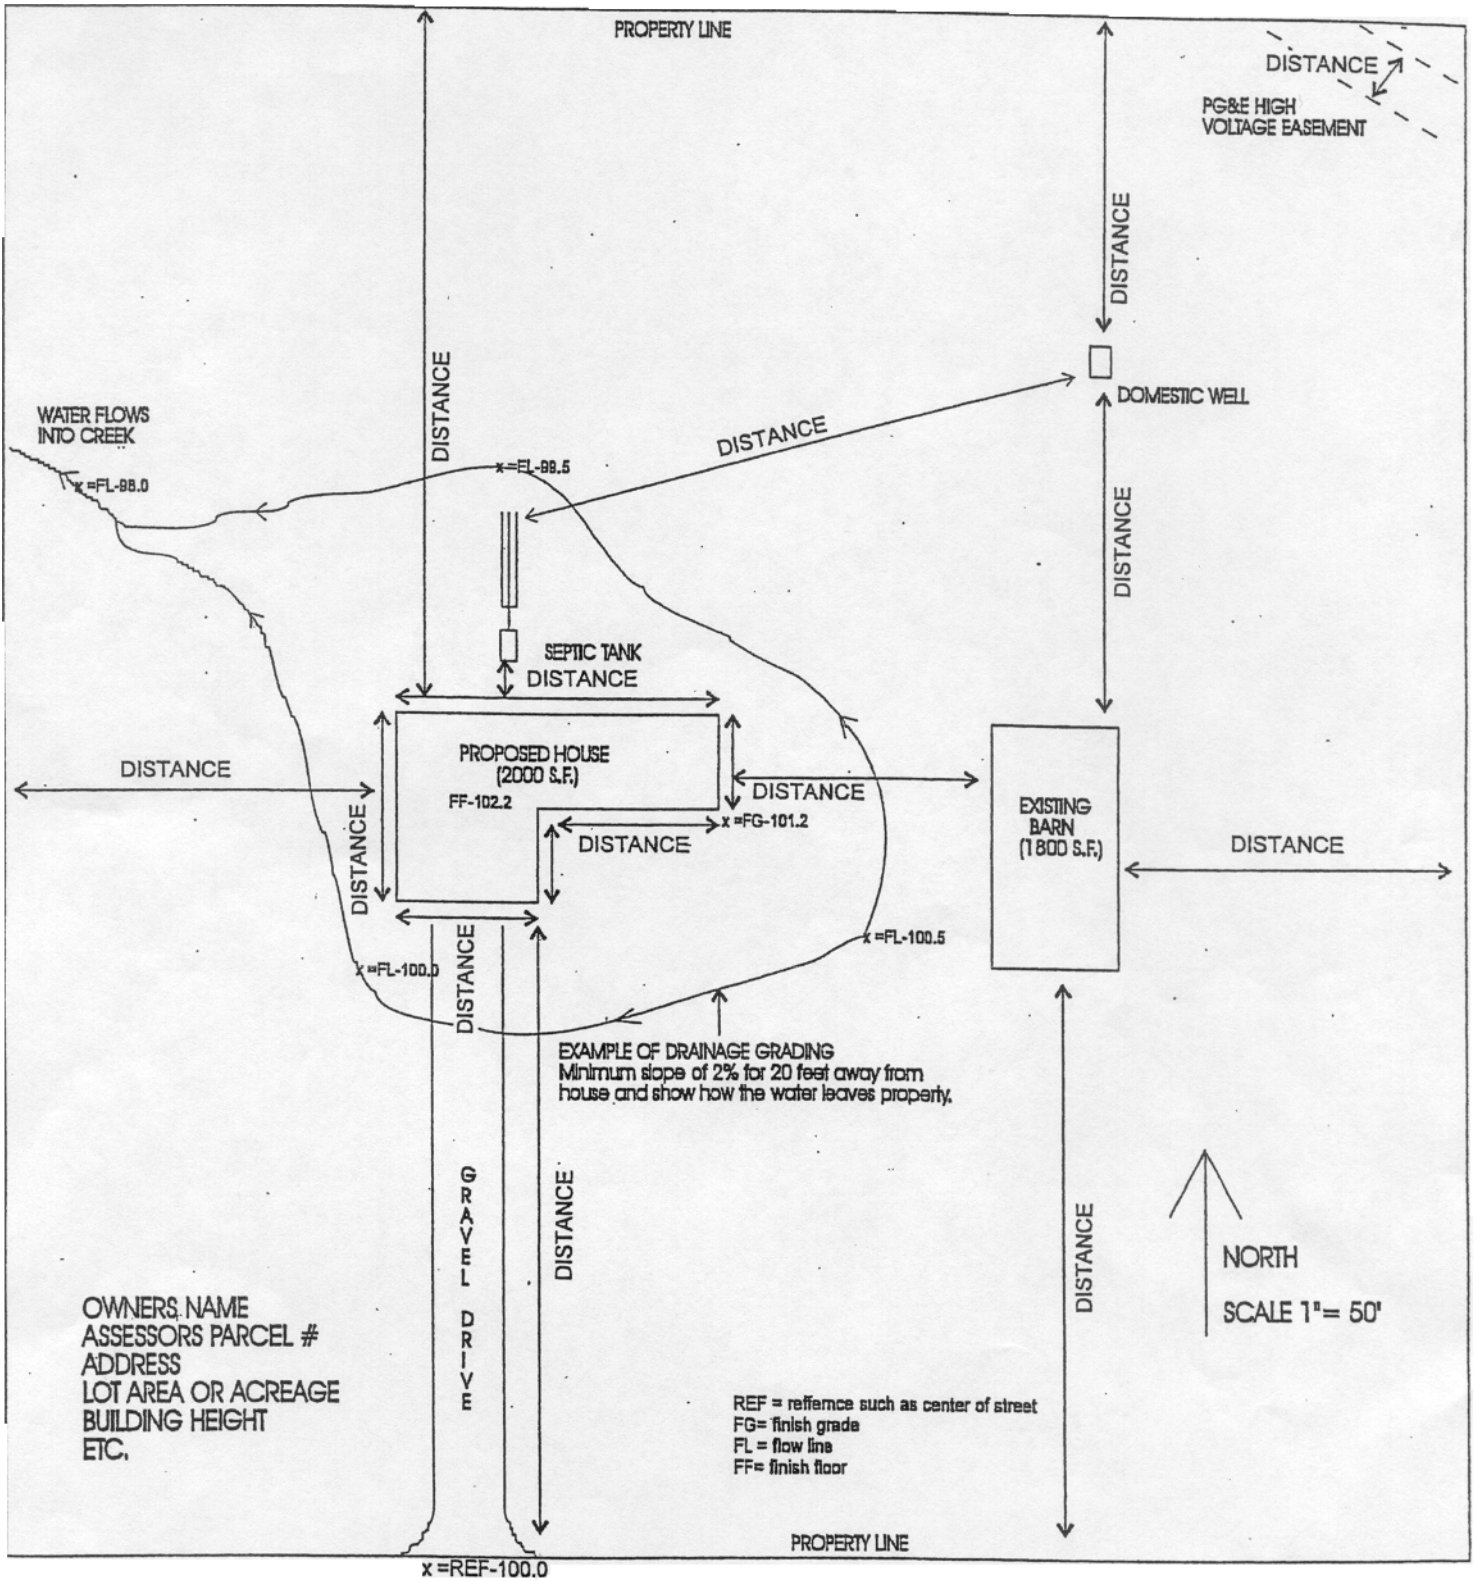 PROPERTY LINE
DISTANCE
PG&E HIGH
VOLTAGE EASEMENT
DISTANCE
DISTANCE
DOMESTIC WELL
WATER FLOWS
INTO CREEK
DISTANCE
x =FL-99.5
x =FL-98.0
DISTANCE
SEPTIC TANK
DISTANCE
PROPOSED HOUSE
(2000 S.F.)
FF-102.2
DISTANCE
DISTANCE
DISTANCE
x =FG-101.2
DISTANCE
EXISTING
BARN
(1800 S.F.)
DISTANCE
x =FL-100.5
x =FL-100.0
DISTANCE
EXAMPLE OF DRAINAGE GRADING
Minimum slope of 2% for 20 feet away from
house and show how the water leaves property.
GRAVEL DRIVE
DISTANCE
DISTANCE
NORTH
SCALE 1"= 50'
OWNERS NAME
ASSESSORS PARCEL #
ADDRESS
LOT AREA OR ACREAGE
BUILDING HEIGHT
ETC.
REF = reffernce such as center of street
FG= finish grade
FL = flow line
FF= finish floor
PROPERTY LINE
x =REF-100.0